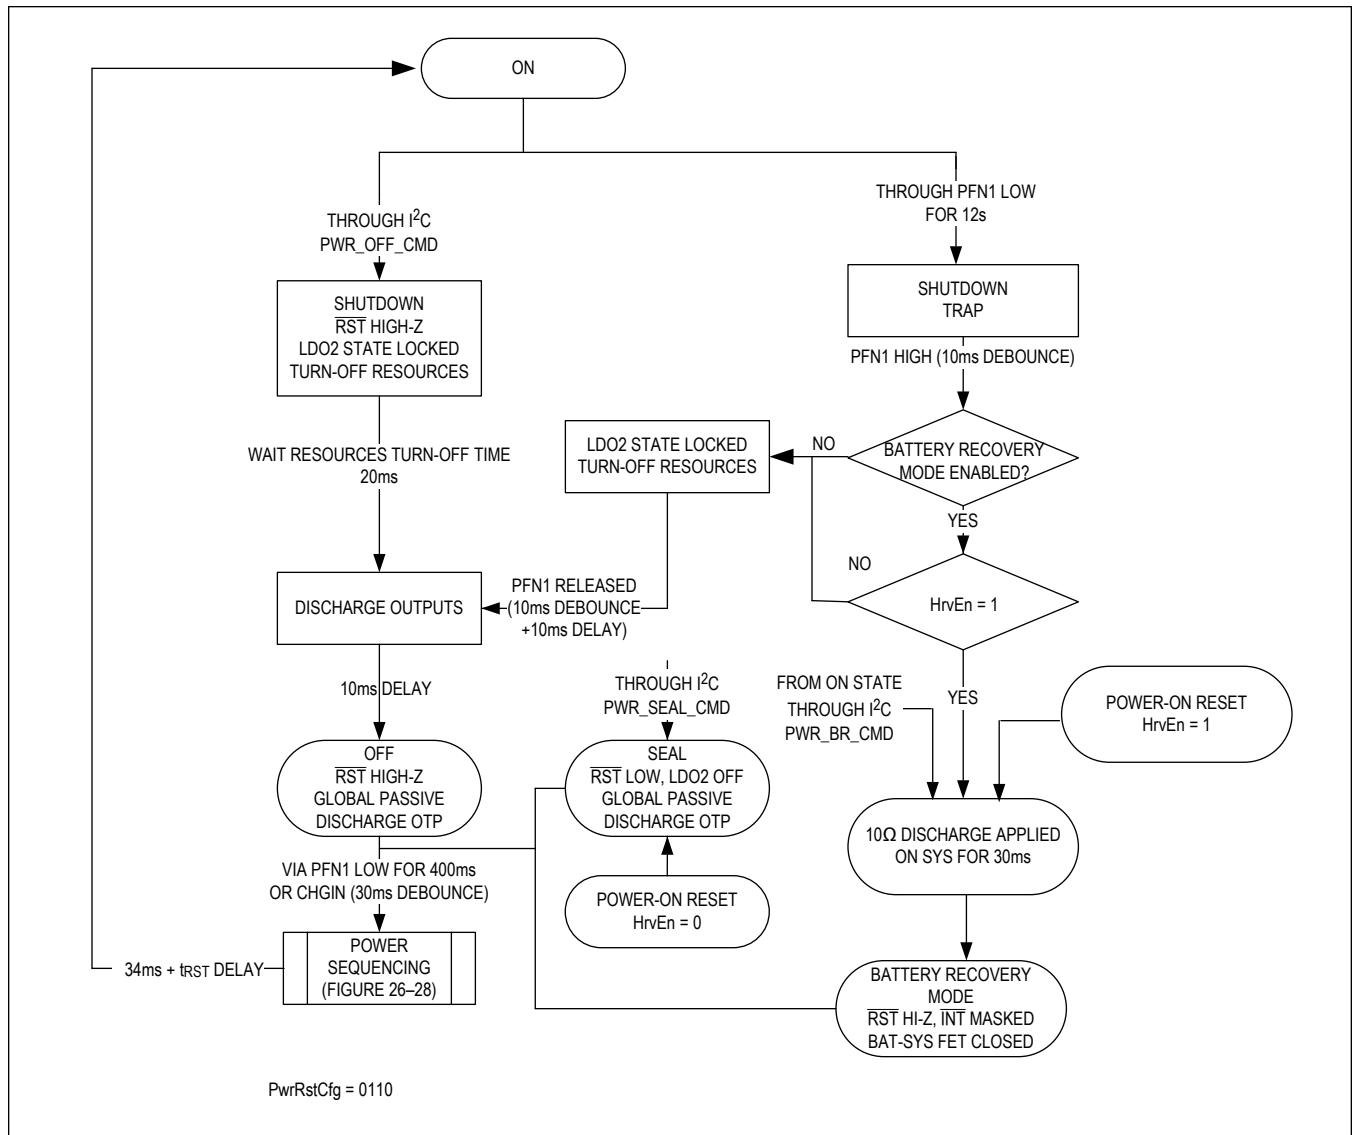 ON
THROUGH I²C
PWR_OFF_CMD
THROUGH PFN1 LOW
FOR 12s
SHUTDOWN
RST HIGH-Z
LDO2 STATE LOCKED
TURN-OFF RESOURCES
SHUTDOWN
TRAP
PFN1 HIGH (10ms DEBOUNCE)
WAIT RESOURCES TURN-OFF TIME
20ms
LDO2 STATE LOCKED
TURN-OFF RESOURCES
NO
BATTERY RECOVERY
MODE ENABLED?
YES
NO
HrvEn = 1
DISCHARGE OUTPUTS
PFN1 RELEASED
(10ms DEBOUNCE
+10ms DELAY)
10ms DELAY
THROUGH I²C
PWR_SEAL_CMD
FROM ON STATE
THROUGH I²C
PWR_BR_CMD
YES
POWER-ON RESET
HrvEn = 1
OFF
RST HIGH-Z
GLOBAL PASSIVE
DISCHARGE OTP
SEAL
RST LOW, LDO2 OFF
GLOBAL PASSIVE
DISCHARGE OTP
10Ω DISCHARGE APPLIED
ON SYS FOR 30ms
VIA PFN1 LOW FOR 400ms
OR CHGIN (30ms DEBOUNCE)
POWER-ON RESET
HrvEn = 0
34ms + tRST DELAY
POWER
SEQUENCING
(FIGURE 26–28)
BATTERY RECOVERY
MODE
RST HI-Z, INT MASKED
BAT-SYS FET CLOSED
PwrRstCfg = 0110